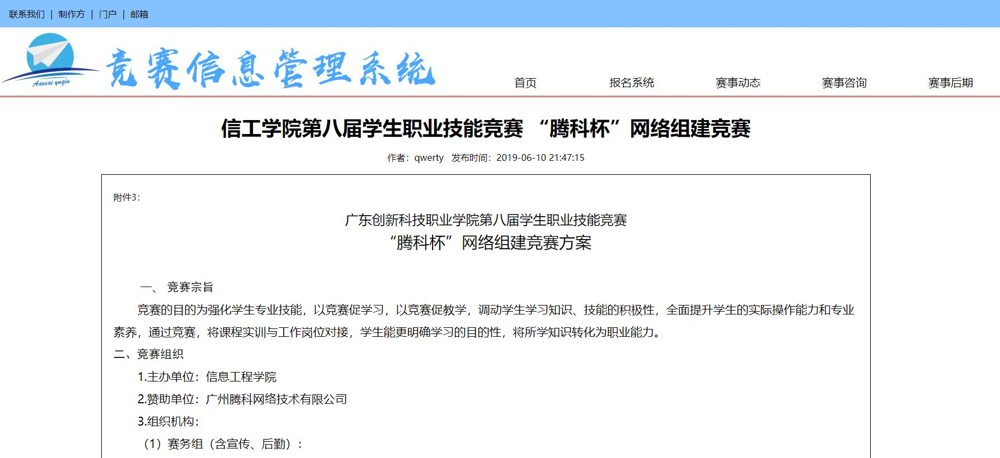 联系我们 | 制作方 | 门户 | 邮箱
Aaosai yuqiu
竞赛信息管理系统
首页 报名系统 赛事动态 赛事咨询 赛事后期
信工学院第八届学生职业技能竞赛 “腾科杯”网络组建竞赛
作者：qwerty 发布时间：2019-06-10 21:47:15
附件3：
广东创新科技职业学院第八届学生职业技能竞赛
“腾科杯”网络组建竞赛方案
一、 竞赛宗旨
竞赛的目的为强化学生专业技能，以竞赛促学习，以竞赛促教学，调动学生学习知识、技能的积极性，全面提升学生的实际操作能力和专业
素养，通过竞赛，将课程实训与工作岗位对接，学生能更明确学习的目的性，将所学知识转化为职业能力。
二、竞赛组织
1.主办单位：信息工程学院
2.赞助单位：广州腾科网络技术有限公司
3.组织机构：
（1）赛务组（含宣传、后勤）：